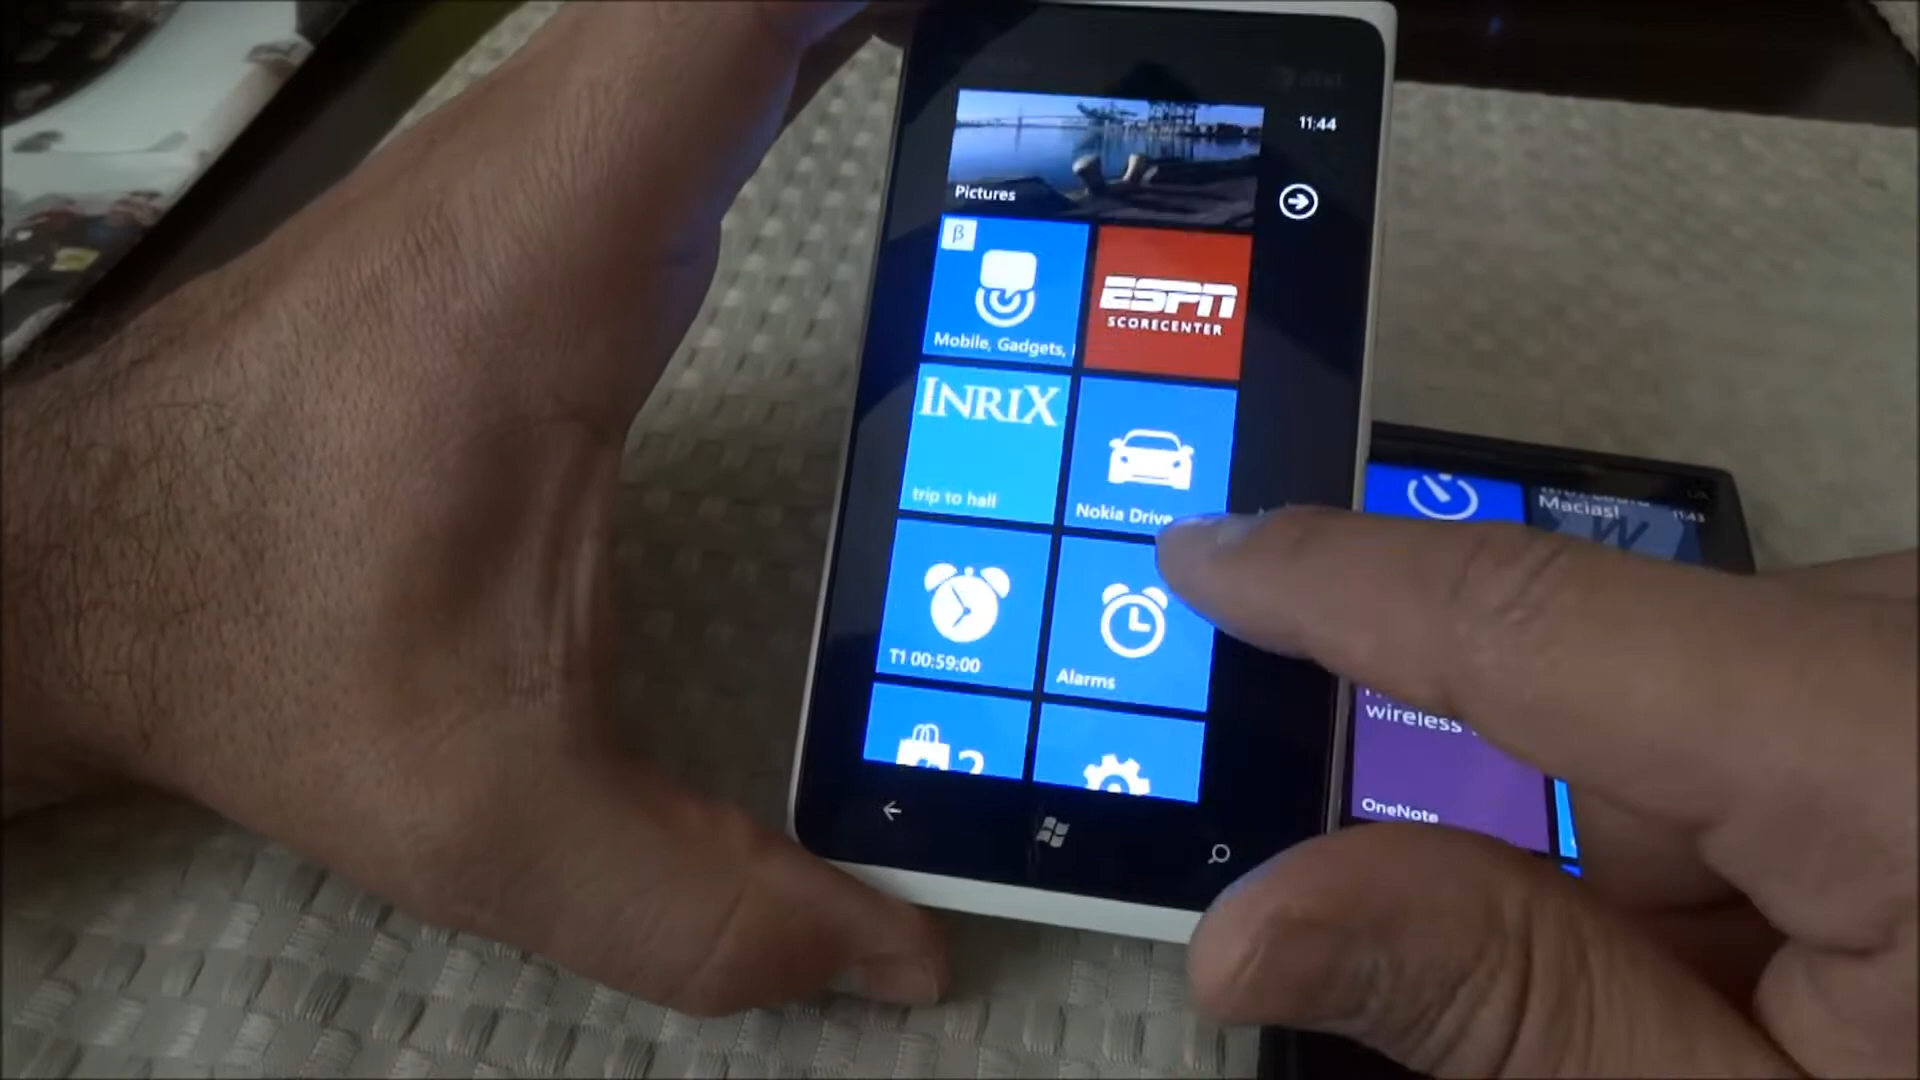 11:44
Pictures
β
Mobile, Gadgets,
ESPN
SCORECENTER
INRIX
trip to hall
Nokia Drive
T1 00:59:00
Alarms
2
Macias!
11:43
W
wireless
OneNote